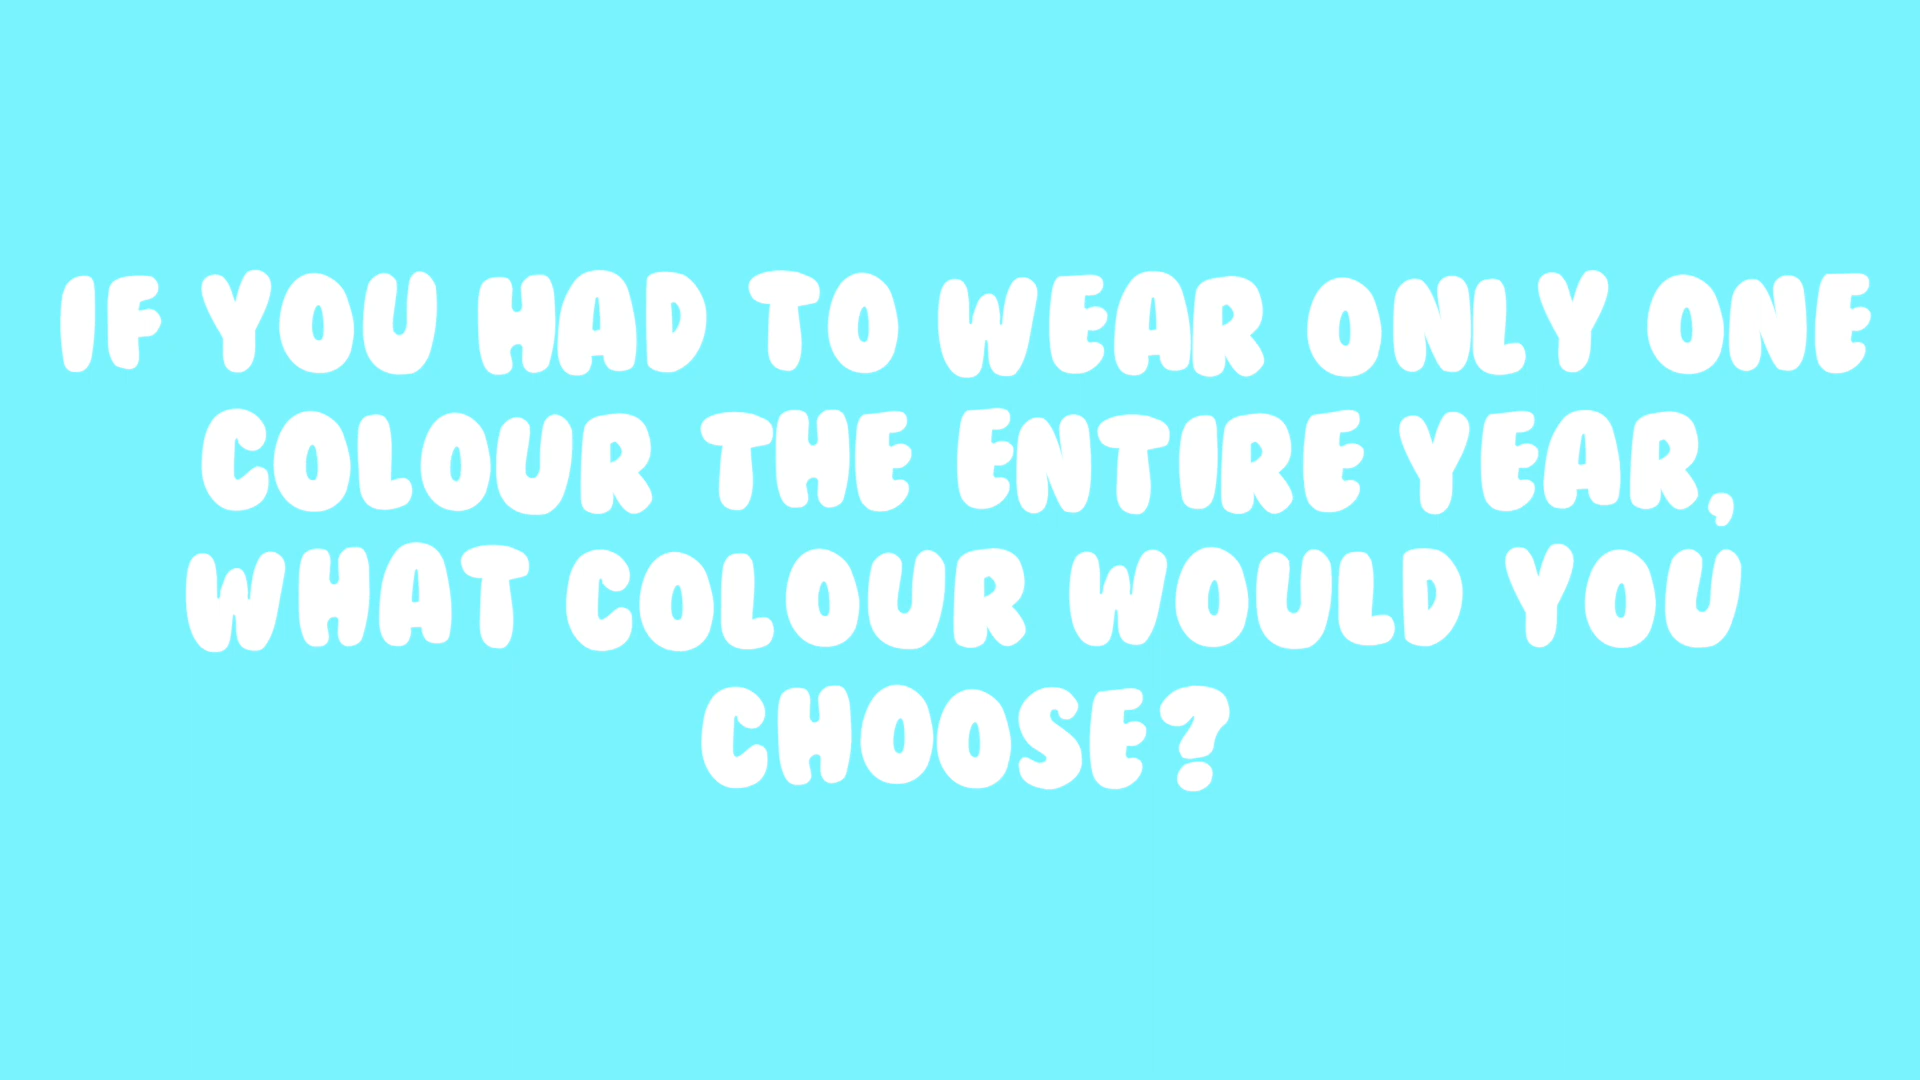 IF YOU HAD TO WEAR ONLY ONE
COLOUR THE ENTIRE YEAR,
WHAT COLOUR WOULD YOU
CHOOSE?